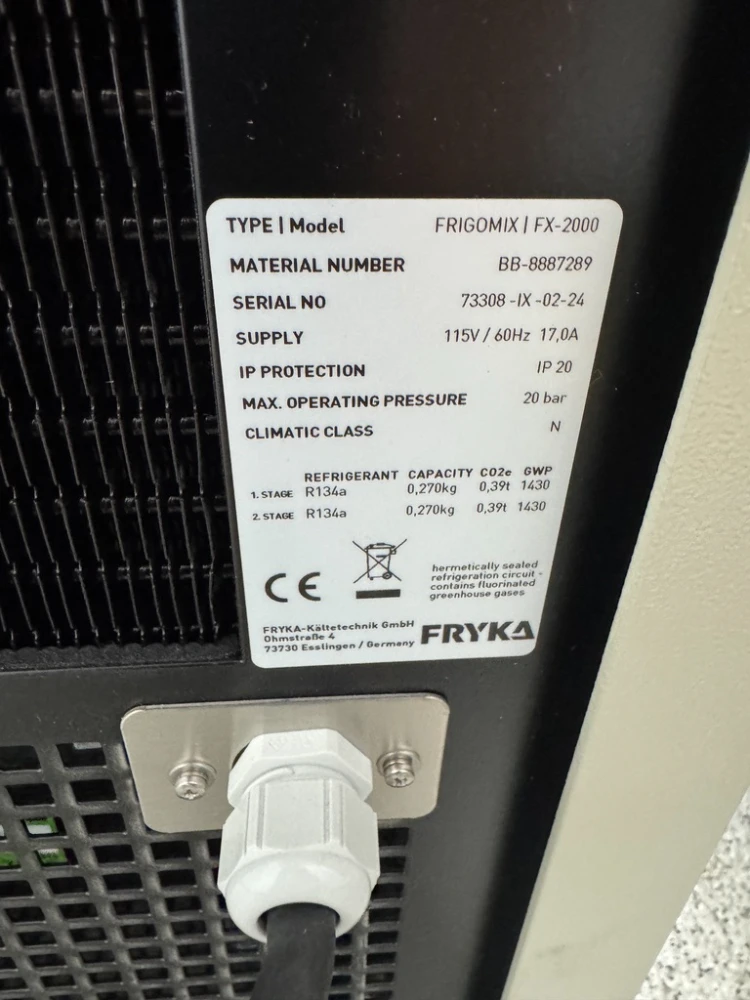 TYPE | Model FRIGOMIX | FX-2000
MATERIAL NUMBER BB-8887289
SERIAL NO 73308 -IX -02-24
SUPPLY 115V / 60Hz 17,0A
IP PROTECTION IP 20
MAX. OPERATING PRESSURE 20 bar
CLIMATIC CLASS N
REFRIGERANT CAPACITY CO2e GWP
1. STAGE R134a 0,270kg 0,39t 1430
2. STAGE R134a 0,270kg 0,39t 1430
CE
hermetically sealed
refrigeration circuit -
contains fluorinated
greenhouse gases
FRYKA-Kältetechnik GmbH
Ohmstraße 4
73730 Esslingen / Germany
FRYKA